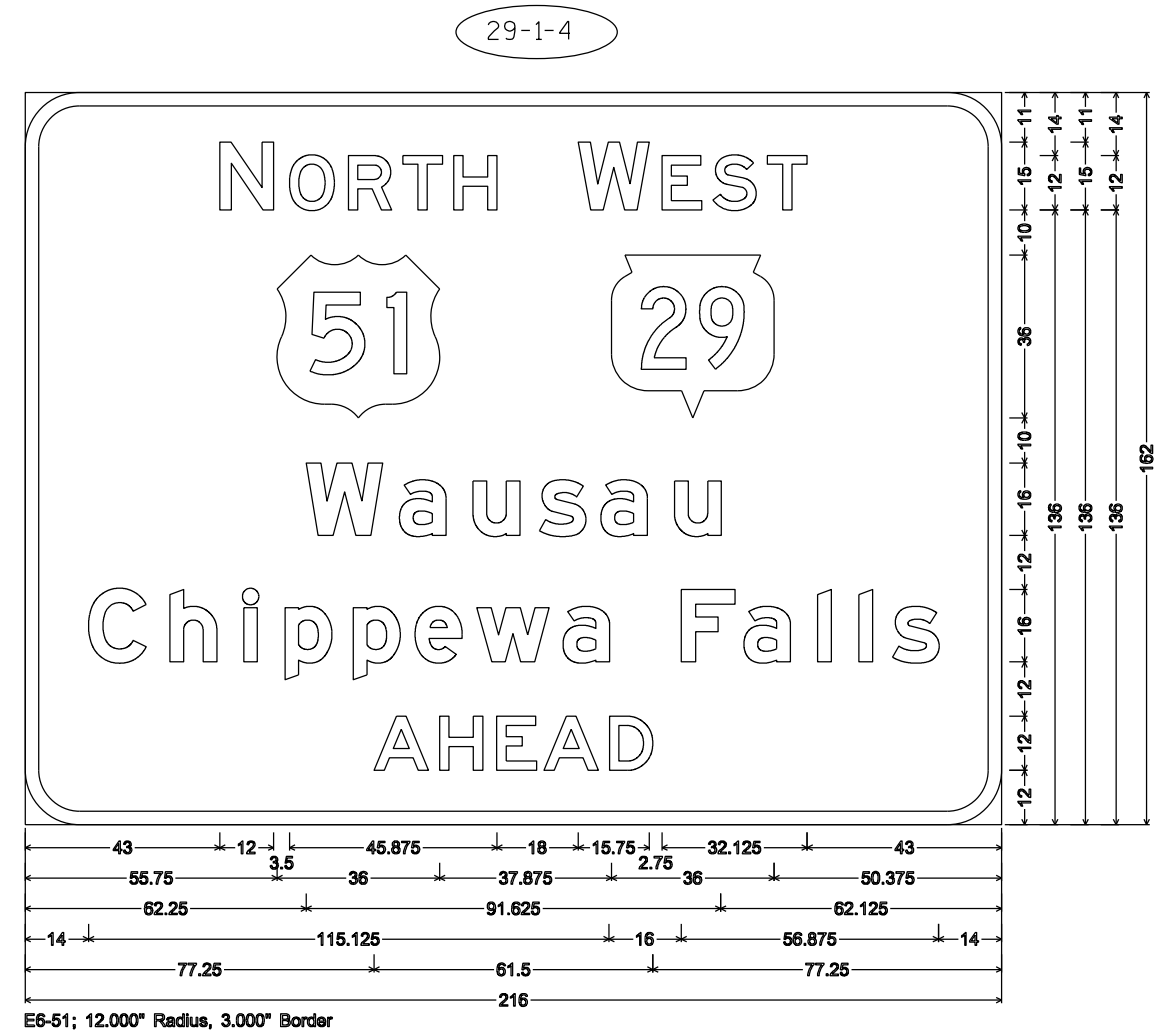 29-1-4
NORTH WEST
51 29
Wausau
Chippewa Falls
AHEAD
11 14 11 14
15 12 15 12
10
36
10
16 136 136 136
12
16
12
12
12
162
43 12 3.5 45.875 18 15.75 2.75 32.125 43
55.75 36 37.875 36 50.375
62.25 91.625 62.125
14 115.125 16 56.875 14
77.25 61.5 77.25
216
E6-51; 12.000" Radius, 3.000" Border